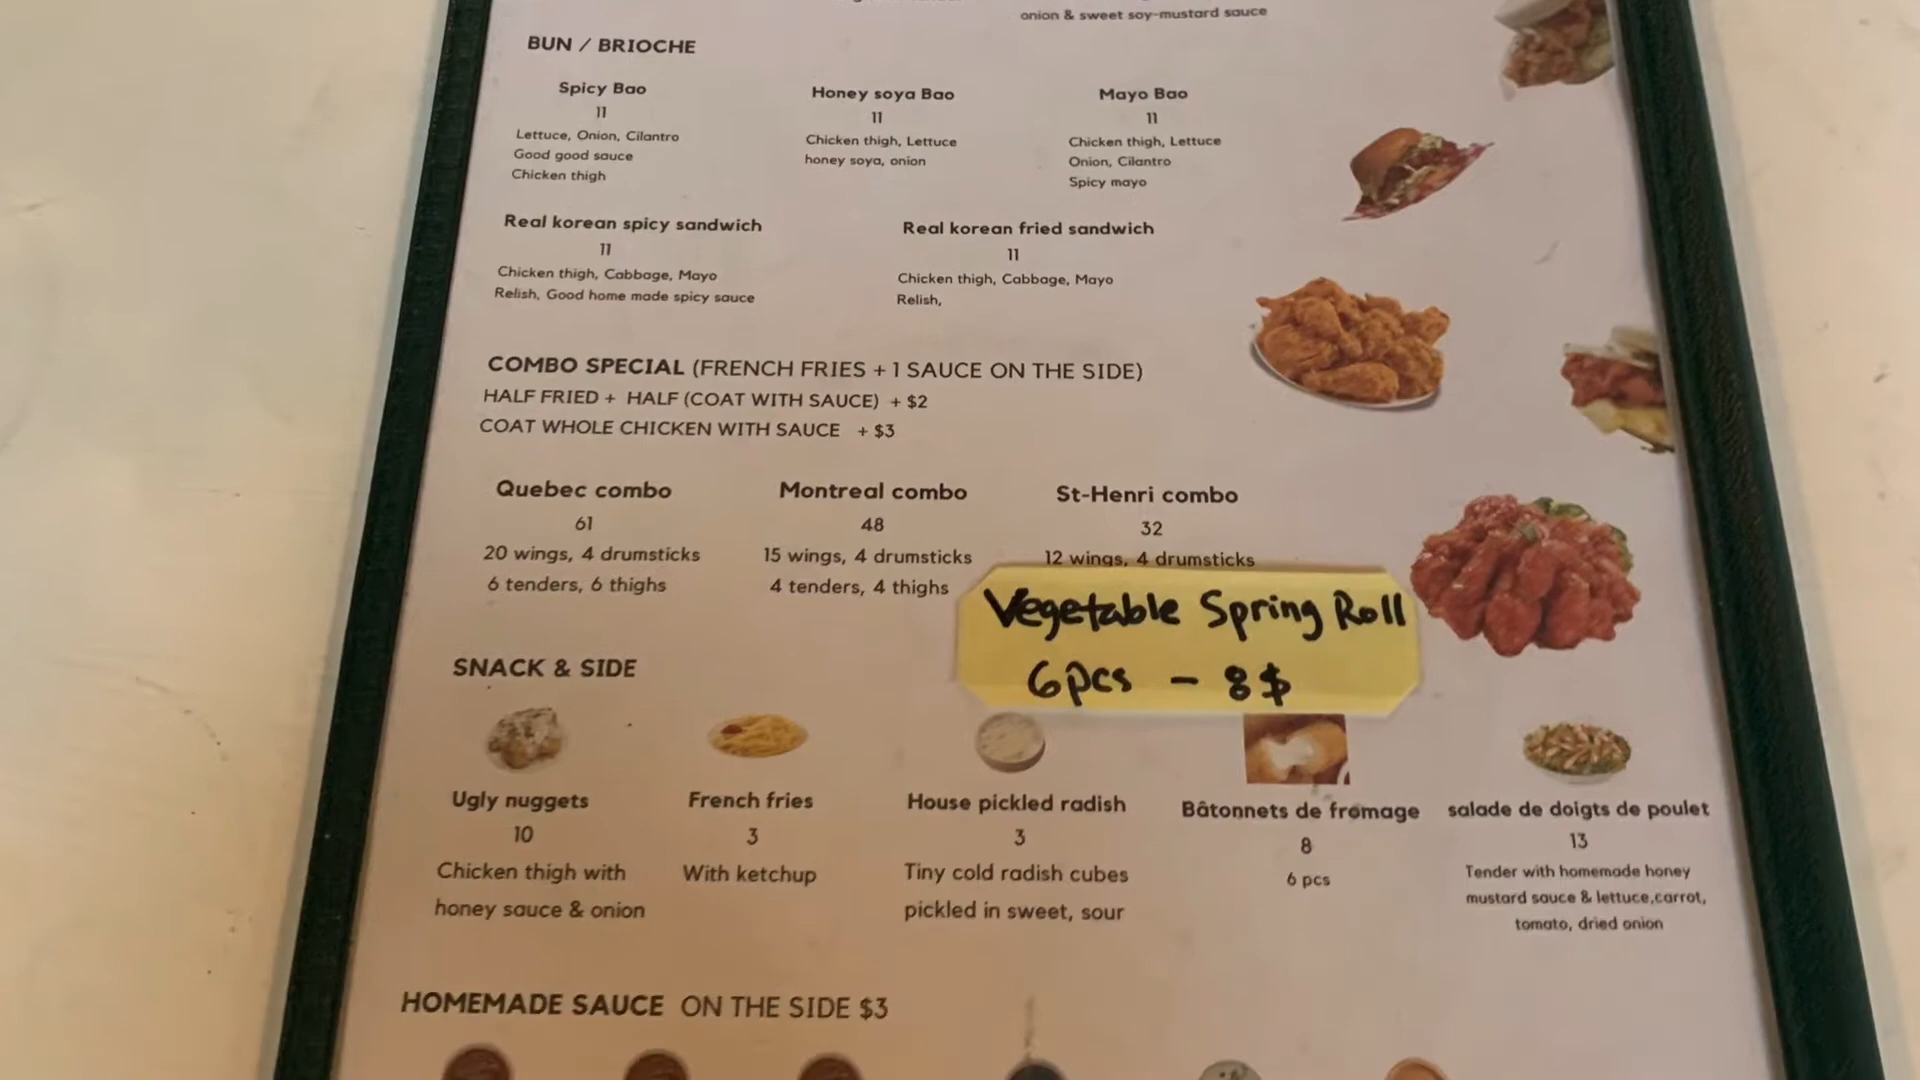 onion & sweet soy-mustard sauce
BUN / BRIOCHE
Spicy Bao
11
Lettuce, Onion, Cilantro
Good good sauce
Chicken thigh
Honey soya Bao
11
Chicken thigh, Lettuce
honey soya, onion
Mayo Bao
11
Chicken thigh, Lettuce
Onion, Cilantro
Spicy mayo
Real korean spicy sandwich
11
Chicken thigh, Cabbage, Mayo
Relish, Good home made spicy sauce
Real korean fried sandwich
11
Chicken thigh, Cabbage, Mayo
Relish,
COMBO SPECIAL (FRENCH FRIES + 1 SAUCE ON THE SIDE)
HALF FRIED + HALF (COAT WITH SAUCE) + $2
COAT WHOLE CHICKEN WITH SAUCE + $3
Quebec combo
61
20 wings, 4 drumsticks
6 tenders, 6 thighs
Montreal combo
48
15 wings, 4 drumsticks
4 tenders, 4 thighs
St-Henri combo
32
12 wings, 4 drumsticks
Vegetable Spring Roll
6pcs - 8$
SNACK & SIDE
Ugly nuggets
10
Chicken thigh with
honey sauce & onion
French fries
3
With ketchup
House pickled radish
3
Tiny cold radish cubes
pickled in sweet, sour
Bâtonnets de fromage
8
6 pcs
salade de doigts de poulet
13
Tender with homemade honey
mustard sauce & lettuce,carrot,
tomato, dried onion
HOMEMADE SAUCE ON THE SIDE $3